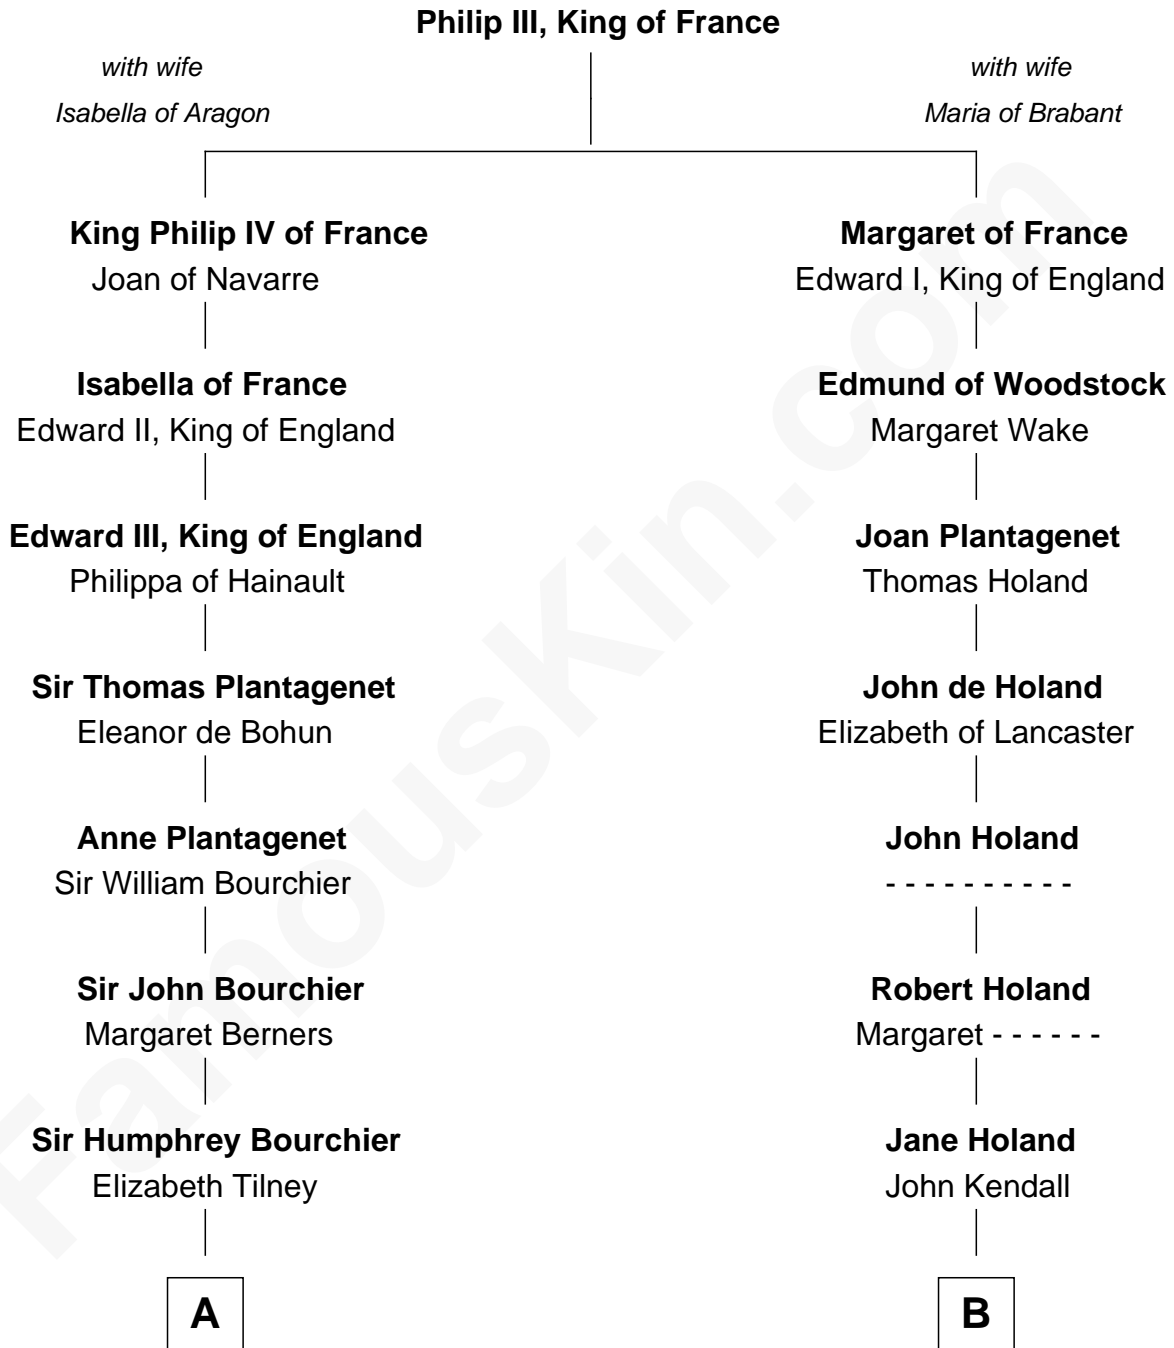 Philip III, King of France
with wife
Isabella of Aragon
with wife
Maria of Brabant
King Philip IV of France
Joan of Navarre
Margaret of France
Edward I, King of England
Isabella of France
Edward II, King of England
Edmund of Woodstock
Margaret Wake
Edward III, King of England
Philippa of Hainault
Joan Plantagenet
Thomas Holand
Sir Thomas Plantagenet
Eleanor de Bohun
John de Holand
Elizabeth of Lancaster
Anne Plantagenet
Sir William Bourchier
John Holand
- - - - - - - - - -
Sir John Bourchier
Margaret Berners
Robert Holand
Margaret - - - - - -
Sir Humphrey Bourchier
Elizabeth Tilney
Jane Holand
John Kendall
A
B
FamousKin.com